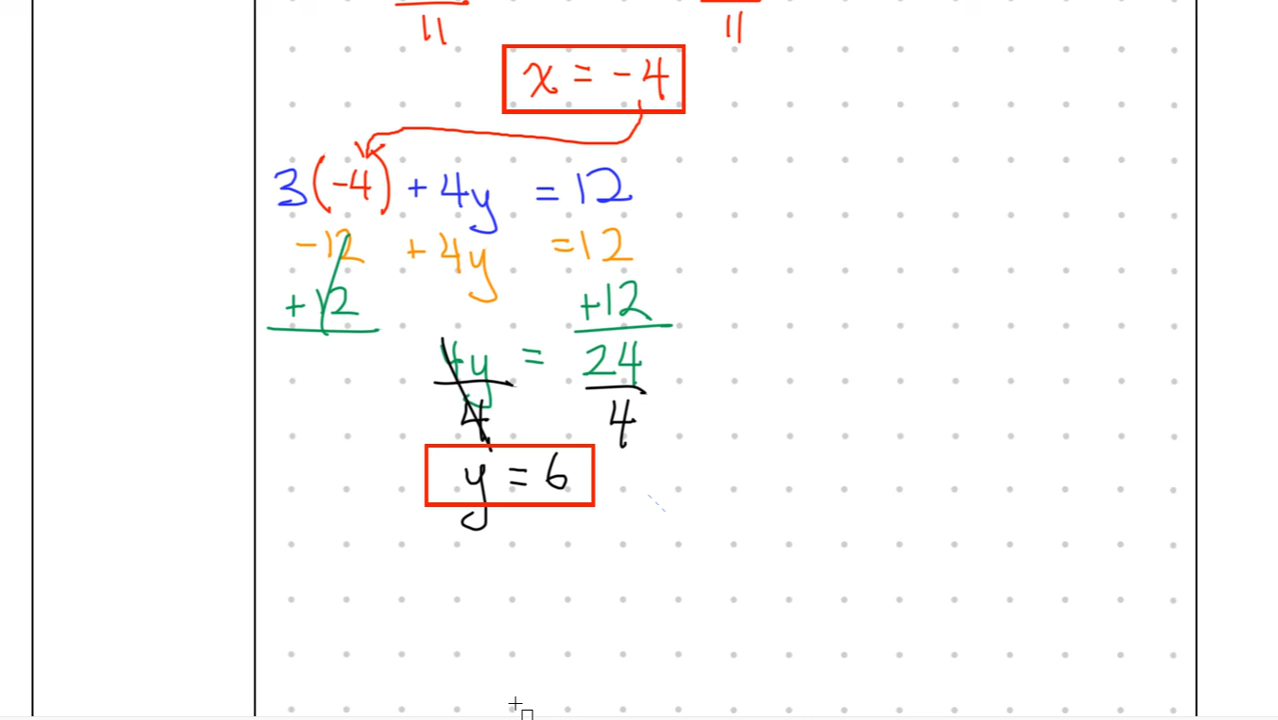 11 11
x = -4
3(-4) + 4y = 12
-12 + 4y = 12
+12 +12
4y = 24
4 4
y = 6